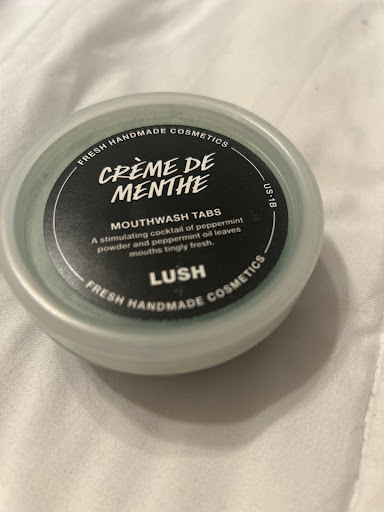 FRESH HANDMADE COSMETICS
CRÈME DE
MENTHE
US-1B
MOUTHWASH TABS
A stimulating cocktail of peppermint
powder and peppermint oil leaves
mouths tingly fresh.
LUSH
FRESH HANDMADE COSMETICS